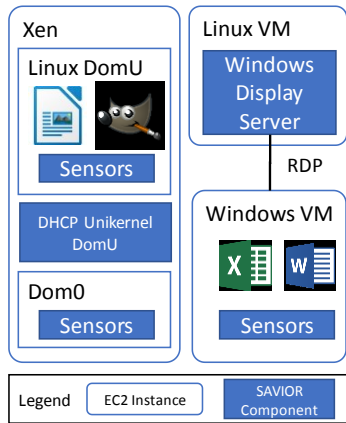 Xen
Linux DomU
Sensors
DHCP Unikernel
DomU
Dom0
Sensors
Linux VM
Windows
Display
Server
RDP
Windows VM
X
W
Sensors
Legend
EC2 Instance
SAVIOR
Component